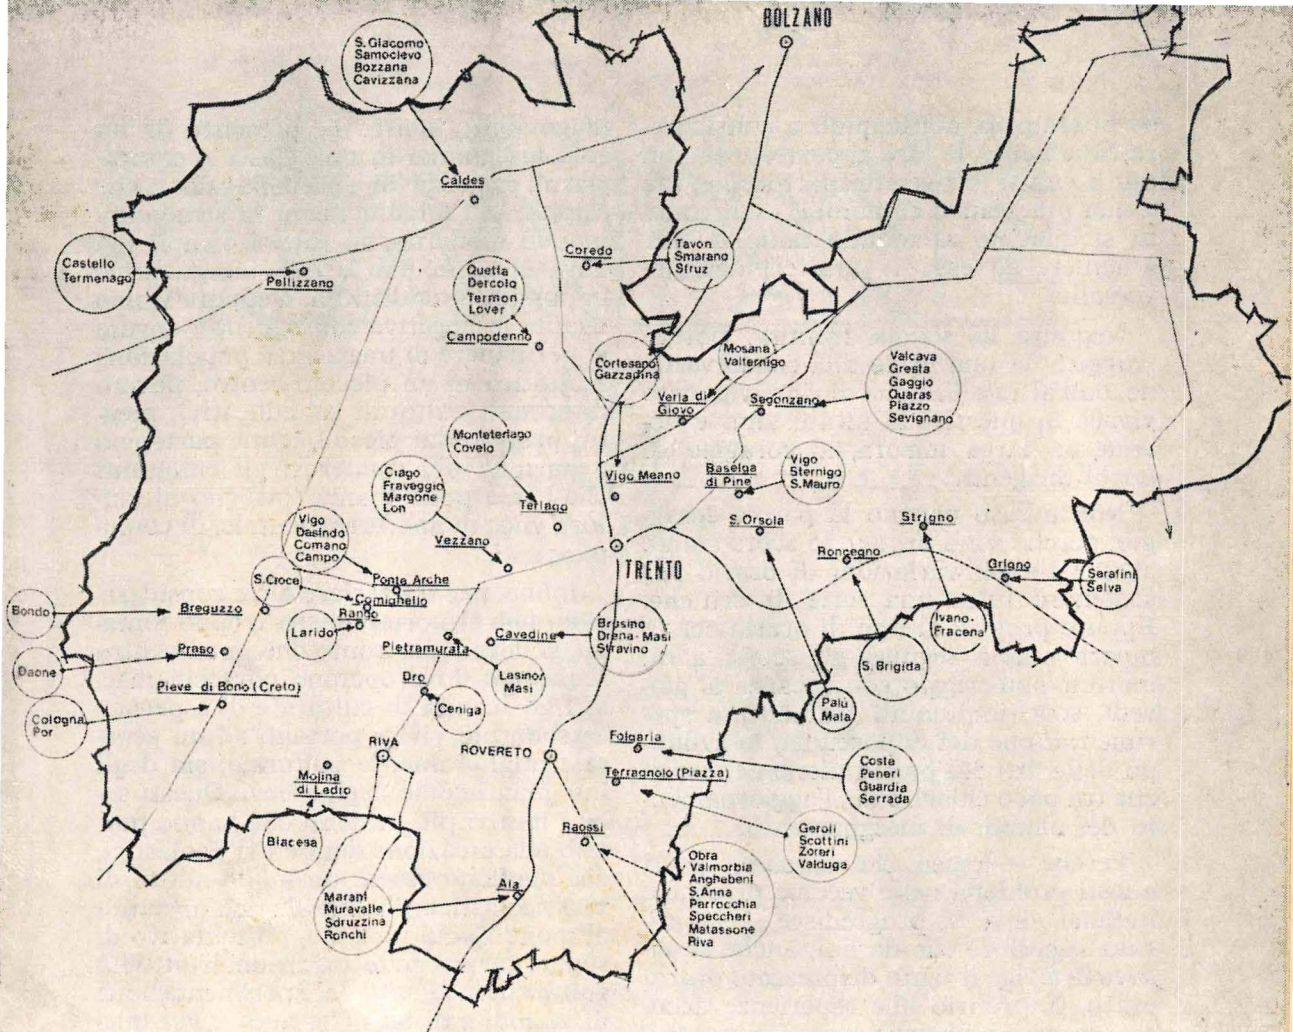 BOLZANO
S. Giacomo
Samoclevo
Bozzana
Cavizzana
Caldes
Castello
Termenago
Pellizzano
Coredo
Tavon
Smarano
Sfruz
Quetta
Dercolo
Termon
Lover
Campodenno
Cortesano
Gazzadina
Mosana
Valternigo
Verla di
Giovo
Segonzano
Valcava
Gresta
Gaggio
Quaras
Piazzo
Sevignano
Monteterlago
Covelo
Terlago
Vigo Meano
Baselga
di Pine
Vigo
Sternigo
S. Mauro
Ciago
Fraveggio
Margone
Lon
Vezzano
S. Orsola
Strigno
Roncegno
Grigno
Serafini
Selva
Vigo
Dasindo
Comano
Campo
Ponte Arche
TRENTO
S. Croce
Comighello
Rango
Larido
Bondo
Breguzzo
Praso
Daone
Pieve di Bono (Creto)
Cologna
Por
Pietramurata
Cavedine
Brusino
Drena-Masi
Stravino
Lasino
Masi
Dro
Ceniga
Ivano-
Fracena
S. Brigida
Palù
Mala
RIVA
ROVERETO
Folgaria
Terragnolo (Piazza)
Costa
Peneri
Guardia
Serrada
Molina
di Ledro
Biacesa
Raossi
Geroli
Scottini
Zoreri
Valduga
Ala
Marani
Muravalle
Sdruzzina
Ronchi
Obra
Valmorbia
Anghebeni
S. Anna
Parrocchia
Speccheri
Matassone
Riva